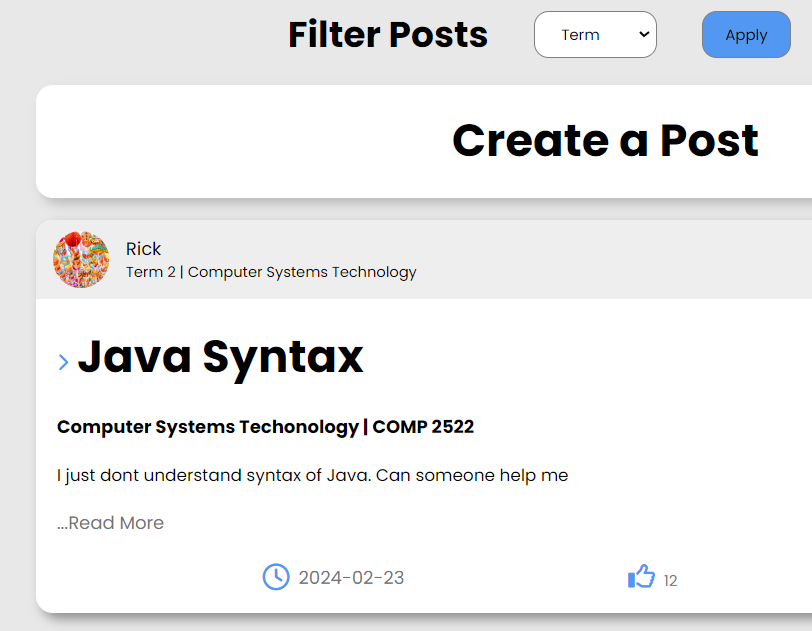 Filter Posts Term Apply
Create a Post
Rick
Term 2 | Computer Systems Technology
Java Syntax
Computer Systems Techonology | COMP 2522
I just dont understand syntax of Java. Can someone help me
...Read More
2024-02-23 12